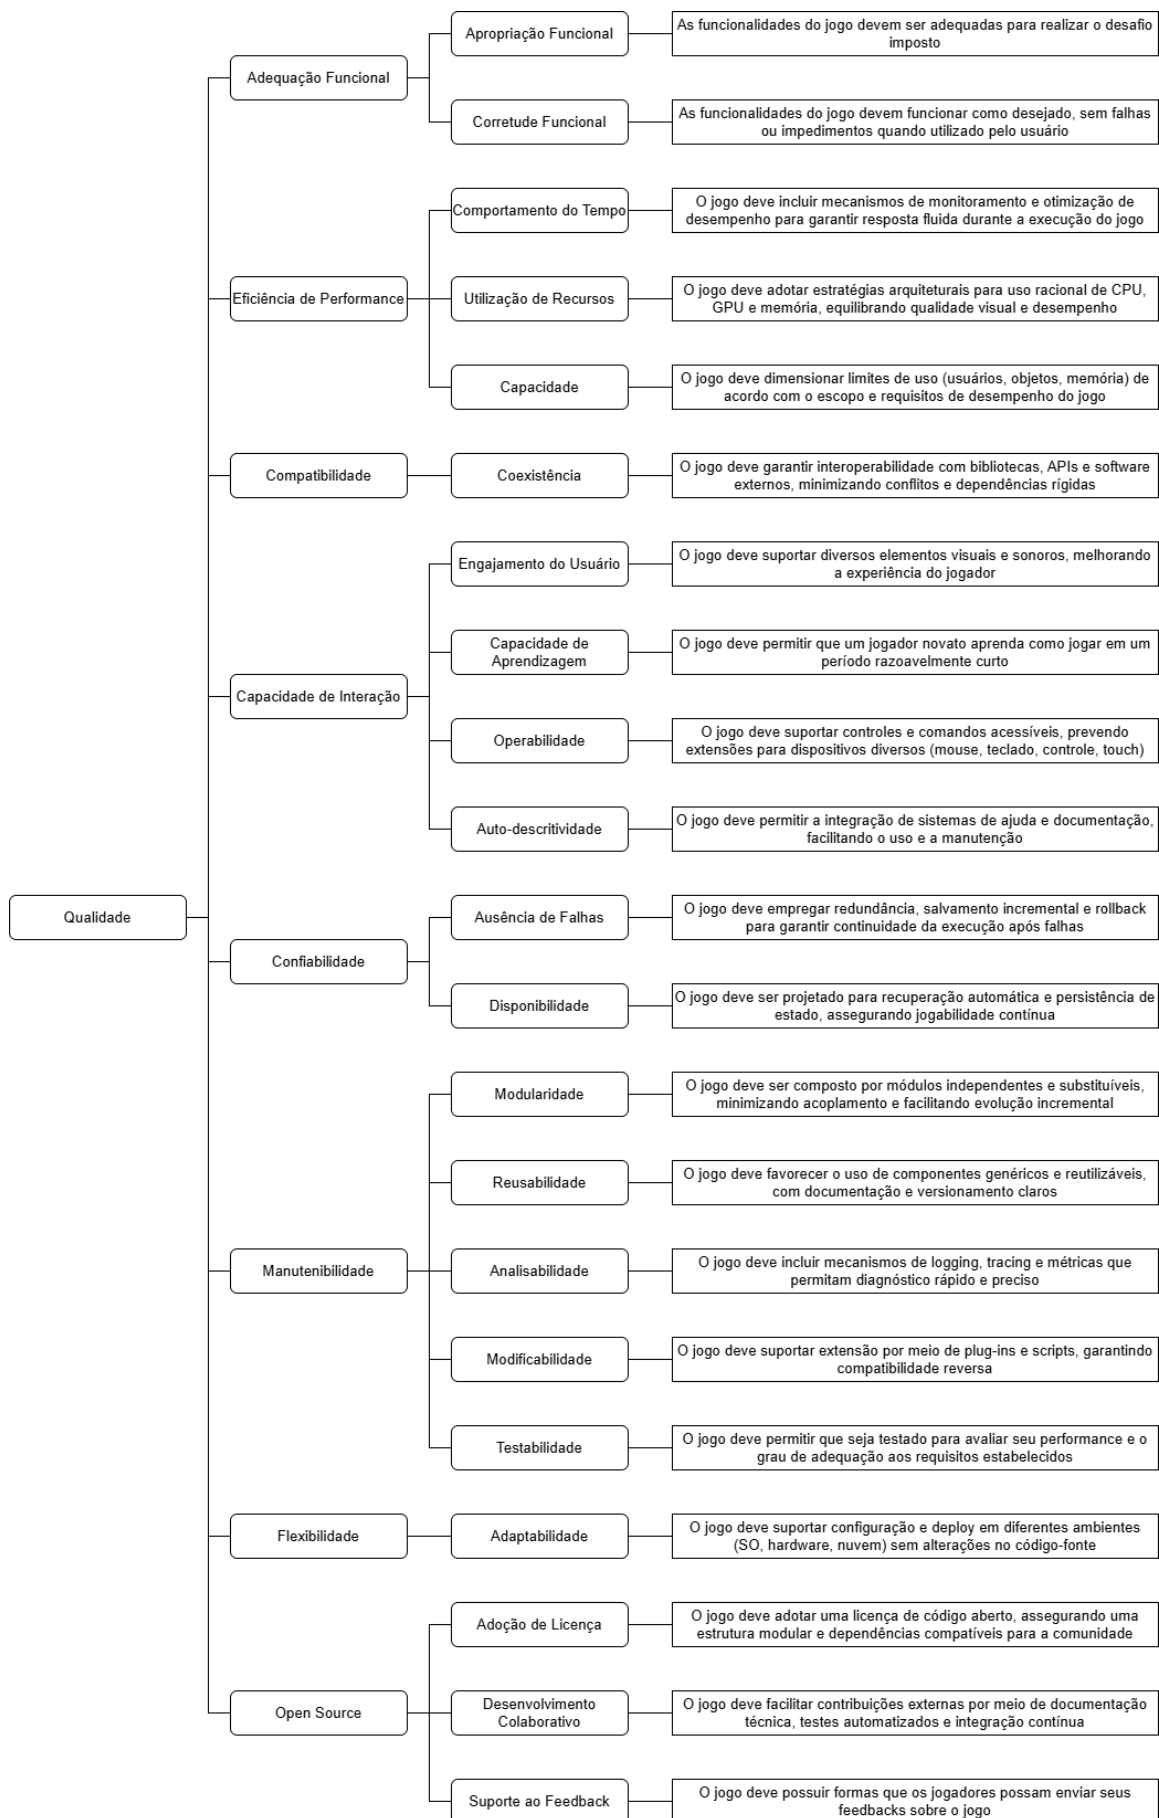 Qualidade
Adequação Funcional
Apropriação Funcional
As funcionalidades do jogo devem ser adequadas para realizar o desafio
imposto
Corretude Funcional
As funcionalidades do jogo devem funcionar como desejado, sem falhas
ou impedimentos quando utilizado pelo usuário
Eficiência de Performance
Comportamento do Tempo
O jogo deve incluir mecanismos de monitoramento e otimização de
desempenho para garantir resposta fluida durante a execução do jogo
Utilização de Recursos
O jogo deve adotar estratégias arquiteturais para uso racional de CPU,
GPU e memória, equilibrando qualidade visual e desempenho
Capacidade
O jogo deve dimensionar limites de uso (usuários, objetos, memória) de
acordo com o escopo e requisitos de desempenho do jogo
Compatibilidade
Coexistência
O jogo deve garantir interoperabilidade com bibliotecas, APIs e software
externos, minimizando conflitos e dependências rígidas
Capacidade de Interação
Engajamento do Usuário
O jogo deve suportar diversos elementos visuais e sonoros, melhorando
a experiência do jogador
Capacidade de
Aprendizagem
O jogo deve permitir que um jogador novato aprenda como jogar em um
período razoavelmente curto
Operabilidade
O jogo deve suportar controles e comandos acessíveis, prevendo
extensões para dispositivos diversos (mouse, teclado, controle, touch)
Auto-descritividade
O jogo deve permitir a integração de sistemas de ajuda e documentação,
facilitando o uso e a manutenção
Confiabilidade
Ausência de Falhas
O jogo deve empregar redundância, salvamento incremental e rollback
para garantir continuidade da execução após falhas
Disponibilidade
O jogo deve ser projetado para recuperação automática e persistência de
estado, assegurando jogabilidade contínua
Manutenibilidade
Modularidade
O jogo deve ser composto por módulos independentes e substituíveis,
minimizando acoplamento e facilitando evolução incremental
Reusabilidade
O jogo deve favorecer o uso de componentes genéricos e reutilizáveis,
com documentação e versionamento claros
Analisabilidade
O jogo deve incluir mecanismos de logging, tracing e métricas que
permitam diagnóstico rápido e preciso
Modificabilidade
O jogo deve suportar extensão por meio de plug-ins e scripts, garantindo
compatibilidade reversa
Testabilidade
O jogo deve permitir que seja testado para avaliar seu performance e o
grau de adequação aos requisitos estabelecidos
Flexibilidade
Adaptabilidade
O jogo deve suportar configuração e deploy em diferentes ambientes
(SO, hardware, nuvem) sem alterações no código-fonte
Open Source
Adoção de Licença
O jogo deve adotar uma licença de código aberto, assegurando uma
estrutura modular e dependências compatíveis para a comunidade
Desenvolvimento
Colaborativo
O jogo deve facilitar contribuições externas por meio de documentação
técnica, testes automatizados e integração contínua
Suporte ao Feedback
O jogo deve possuir formas que os jogadores possam enviar seus
feedbacks sobre o jogo